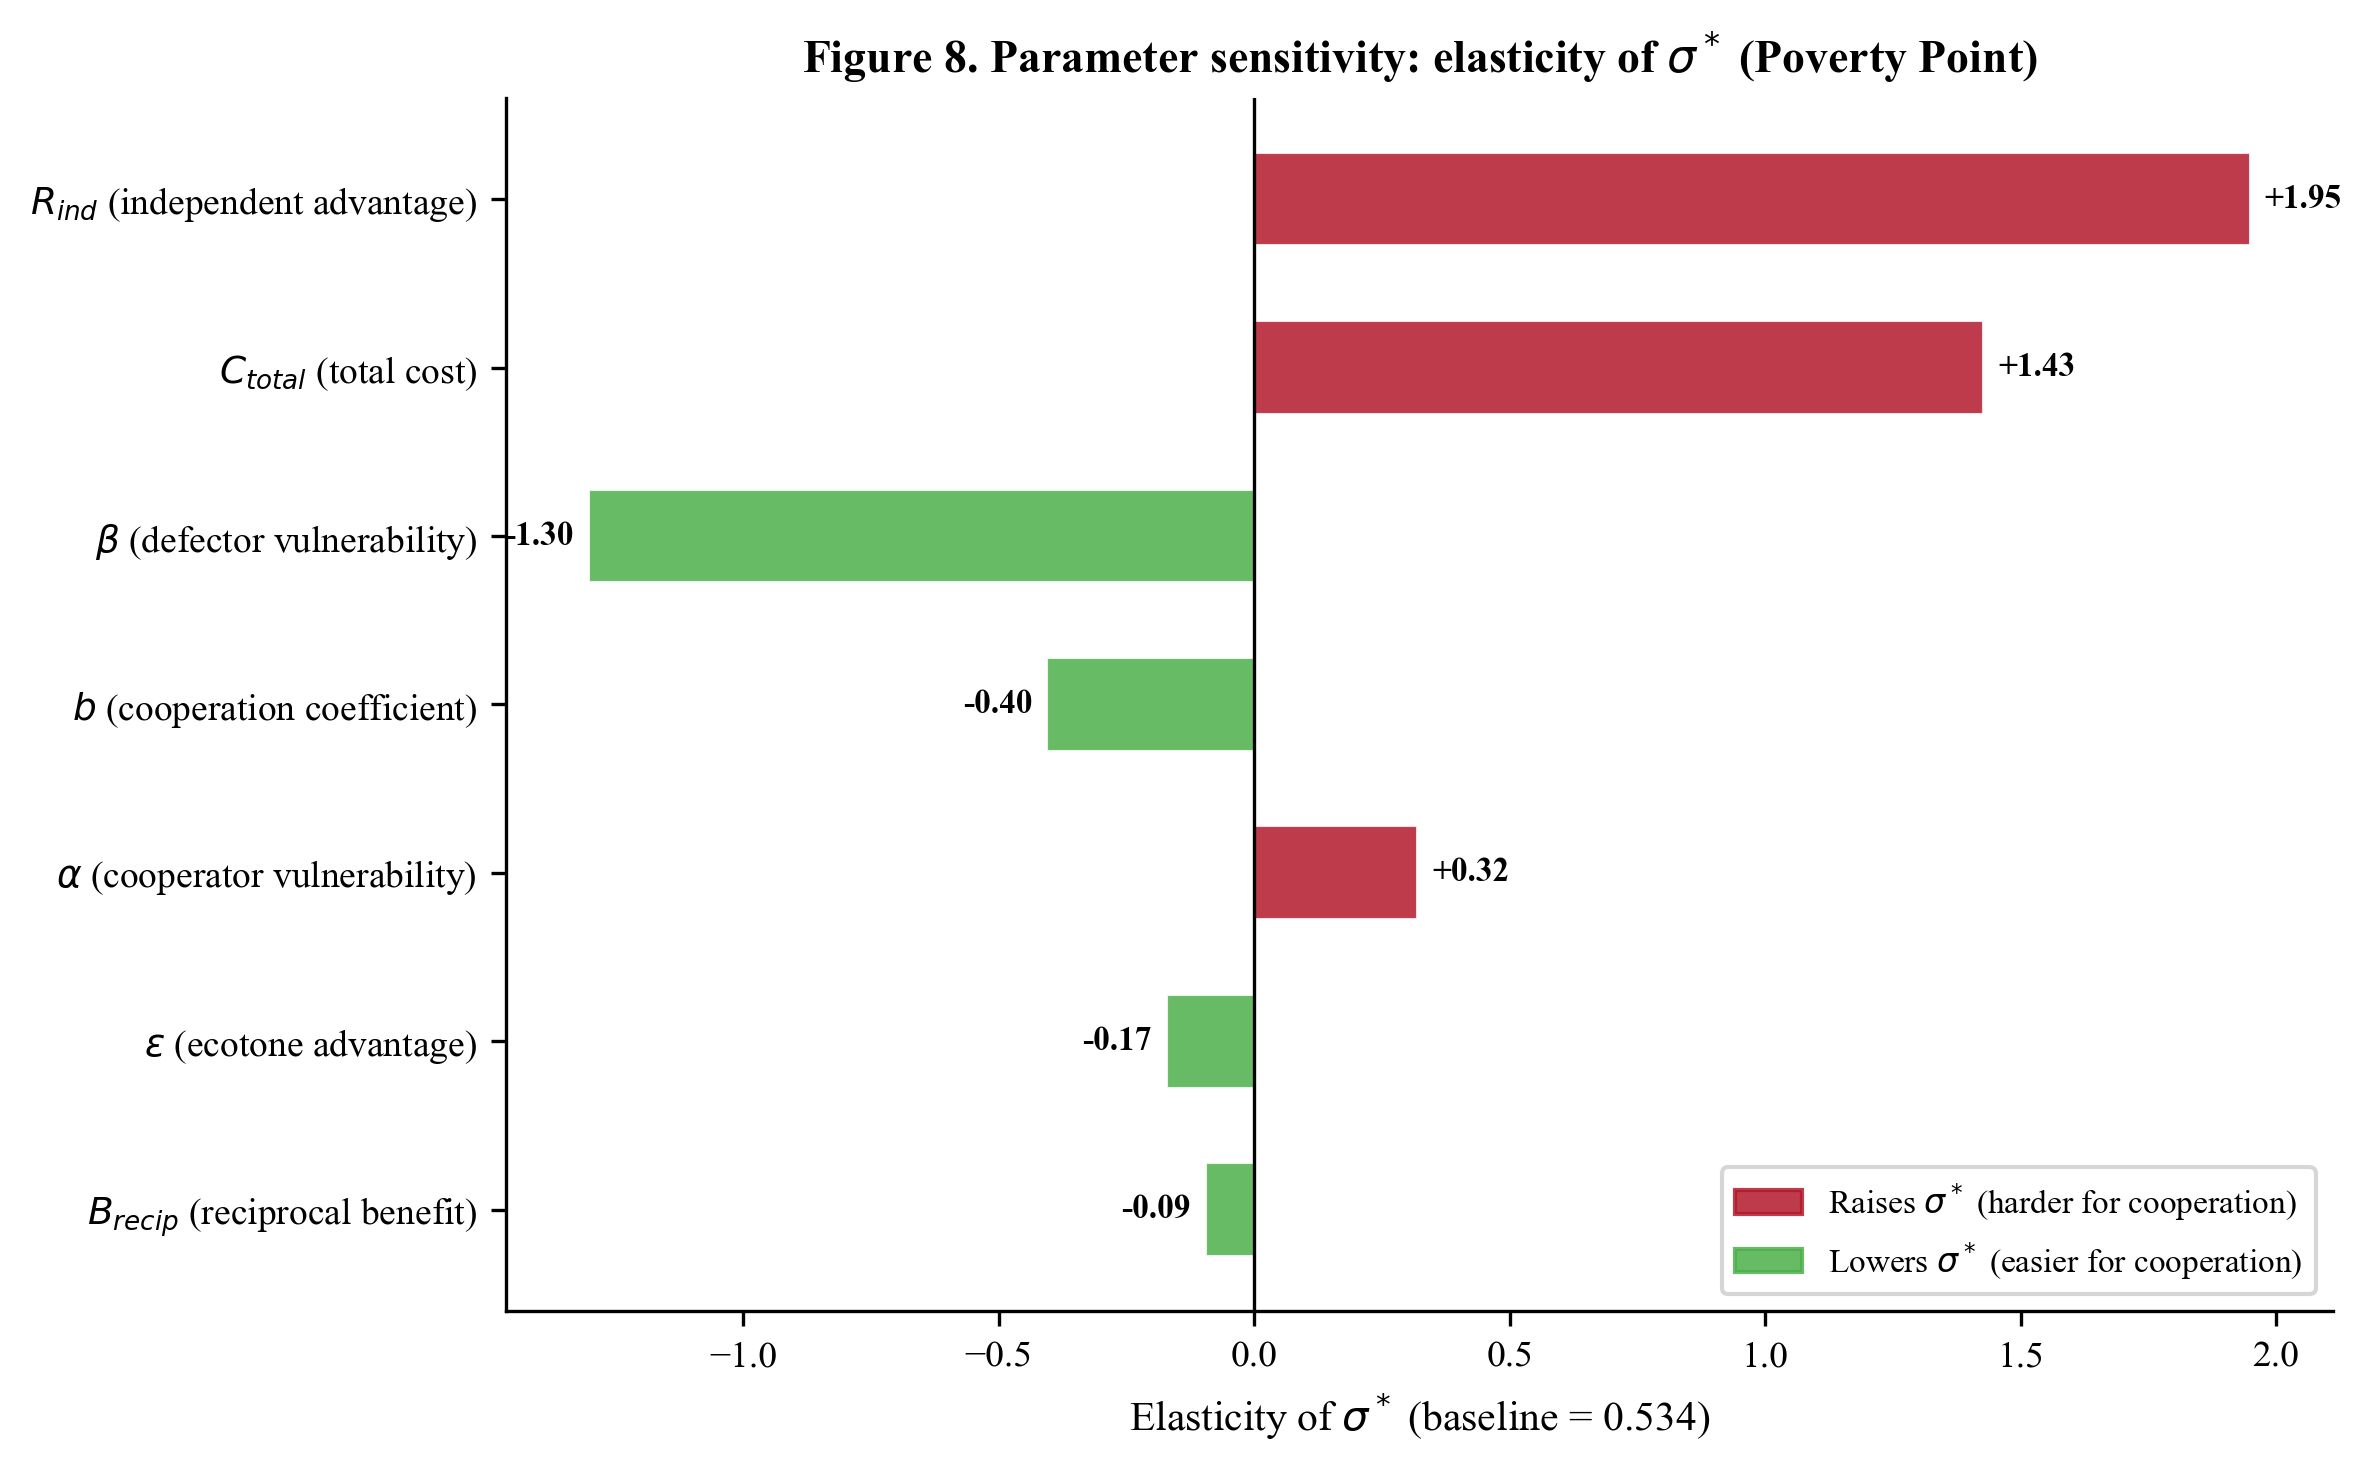 Figure 8. Parameter sensitivity: elasticity of σ* (Poverty Point)
R_ind (independent advantage)
+1.95
C_total (total cost)
+1.43
β (defector vulnerability)
-1.30
b (cooperation coefficient)
-0.40
α (cooperator vulnerability)
+0.32
ε (ecotone advantage)
-0.17
B_recip (reciprocal benefit)
-0.09
Raises σ* (harder for cooperation)
Lowers σ* (easier for cooperation)
−1.0 −0.5 0.0 0.5 1.0 1.5 2.0
Elasticity of σ* (baseline = 0.534)